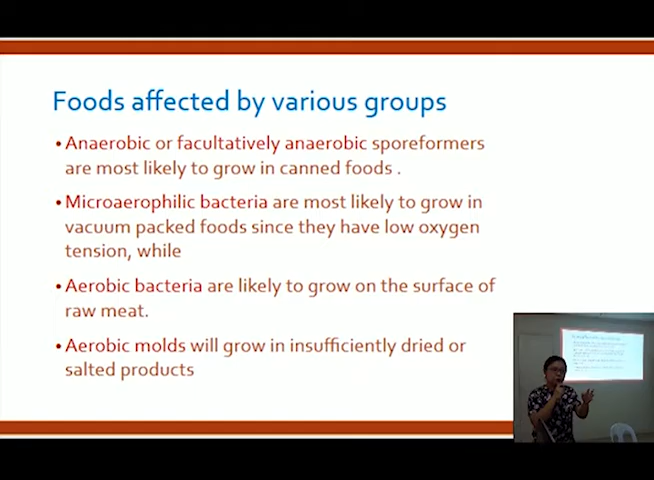 Foods affected by various groups
•Anaerobic or facultatively anaerobic sporeformers
are most likely to grow in canned foods .
•Microaerophilic bacteria are most likely to grow in
vacuum packed foods since they have low oxygen
tension, while
•Aerobic bacteria are likely to grow on the surface of
raw meat.
•Aerobic molds will grow in insufficiently dried or
salted products